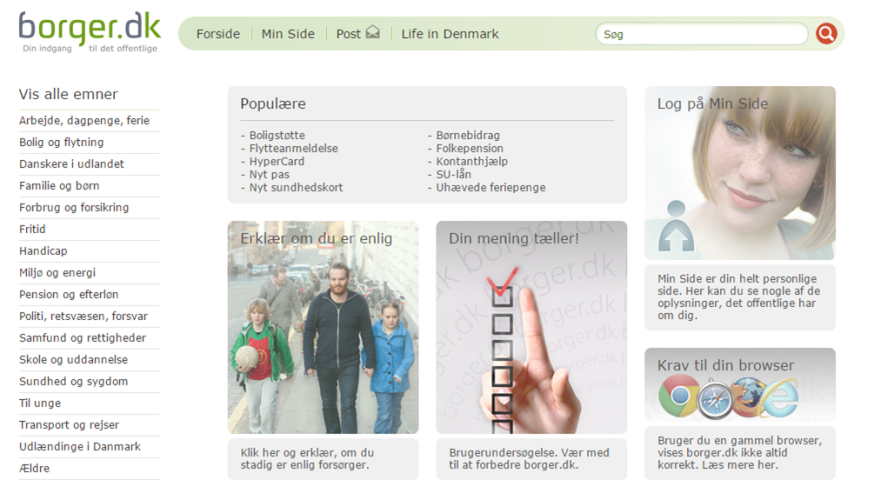 borger.dk
Din indgang til det offentlige
Forside
Min Side
Post
Life in Denmark
Søg
Vis alle emner
Arbejde, dagpenge, ferie
Bolig og flytning
Danskere i udlandet
Familie og børn
Forbrug og forsikring
Fritid
Handicap
Miljø og energi
Pension og efterløn
Politi, retsvæsen, forsvar
Samfund og rettigheder
Skole og uddannelse
Sundhed og sygdom
Til unge
Transport og rejser
Udlændinge i Danmark
Ældre
Populære
- Boligstøtte
- Flytteanmeldelse
- HyperCard
- Nyt pas
- Nyt sundhedskort
- Børnebidrag
- Folkepension
- Kontanthjælp
- SU-lån
- Uhævede feriepenge
Erklær om du er enlig
Klik her og erklær, om du
stadig er enlig forsørger.
Din mening tæller!
borger.dk
borger.dk
borger.dk
Brugerundersøgelse. Vær med
til at forbedre borger.dk.
Log på Min Side
Min Side er din helt personlige
side. Her kan du se nogle af de
oplysninger, det offentlige har
om dig.
Krav til din browser
Bruger du en gammel browser,
vises borger.dk ikke altid
korrekt. Læs mere her.